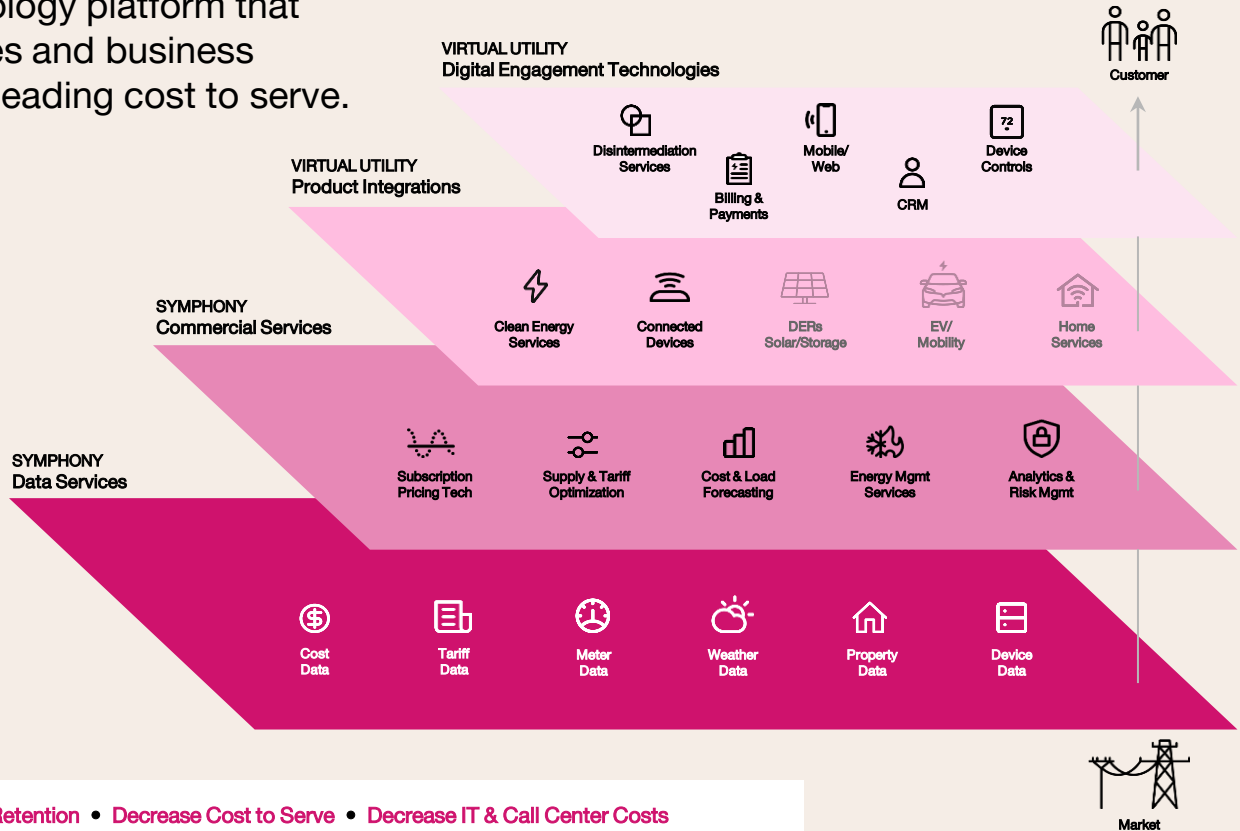 platform that
and business
cost to serve.
VIRTUAL UTILITY
Digital Engagement Technologies
Customer
Disintermediation
Services
Billing &
Payments
Mobile/
Web
CRM
Device
Controls
72
VIRTUAL UTILITY
Product Integrations
Clean Energy
Services
Connected
Devices
DERs
Solar/Storage
EV/
Mobility
Home
Services
SYMPHONY
Commercial Services
Subscription
Pricing Tech
Supply & Tariff
Optimization
Cost & Load
Forecasting
Energy Mgmt
Services
Analytics &
Risk Mgmt
SYMPHONY
Data Services
Cost
Data
Tariff
Data
Meter
Data
Weather
Data
Property
Data
Device
Data
Market
Retention • Decrease Cost to Serve • Decrease IT & Call Center Costs